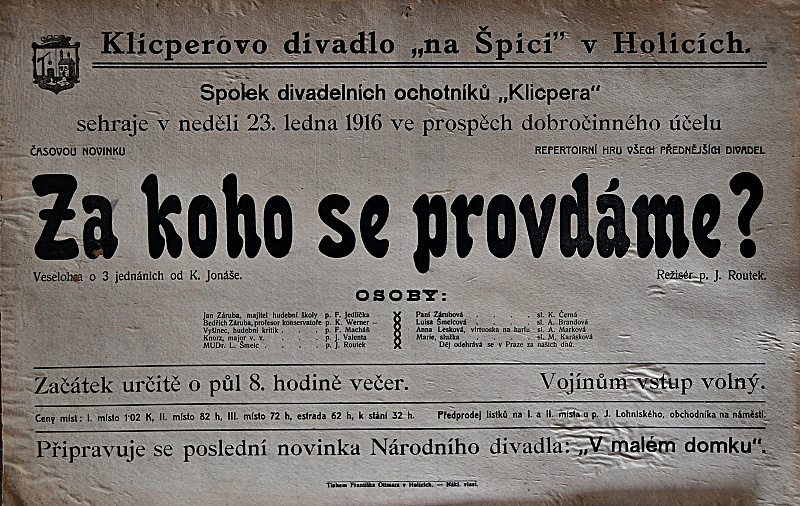 Klicperovo divadlo „na Špici” v Holicích.
Spolek divadelních ochotníků „Klicpera“
sehraje v neděli 23. ledna 1916 ve prospěch dobročinného účelu
ČASOVOU NOVINKU REPERTOIRNÍ HRU VŠECH PŘEDNĚJŠÍCH DIVADEL
Za koho se provdáme?
Veselohra o 3 jednáních od K. Jonáše. Režisér p. J. Routek.
OSOBY:
Jan Záruba, majitel hudební školy p. F. Jedlička
Bedřich Záruba, profesor konservatoře p. K. Werner
Vyšinec, hudební kritik . . . . p. F. Macháň
Knorz, major v. v. . . . . p. J. Valenta
MUDr. L. Šmelc . . . . p. J. Routek
Paní Zárubová . . . . . sl. K. Černá
Luisa Šmelcová . . . . . sl. A. Brandová
Anna Lesková, virtuoska na harfu sl. A. Marková
Marie, služka . . . . . sl. M. Karásková
Děj odehrává se v Praze za našich dnů.
Začátek určitě o půl 8. hodině večer. Vojínům vstup volný.
Ceny míst: I. místo 1·02 K, II. místo 82 h, III. místo 72 h, estrada 62 h, k stání 32 h. Předprodej lístků na I. a II. místa u p. J. Lohniského, obchodníka na náměstí.
Připravuje se poslední novinka Národního divadla: „V malém domku“.
Tiskem Františka Ottmara v Holicích. — Nákl. vlast.